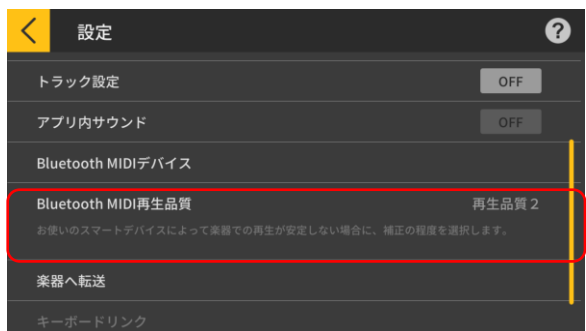 設定
?
トラック設定 OFF
アプリ内サウンド OFF
Bluetooth MIDIデバイス
Bluetooth MIDI再生品質 再生品質2
お使いのスマートデバイスによって楽器での再生が安定しない場合に、補正の程度を選択します。
楽器へ転送
キーボードリンク